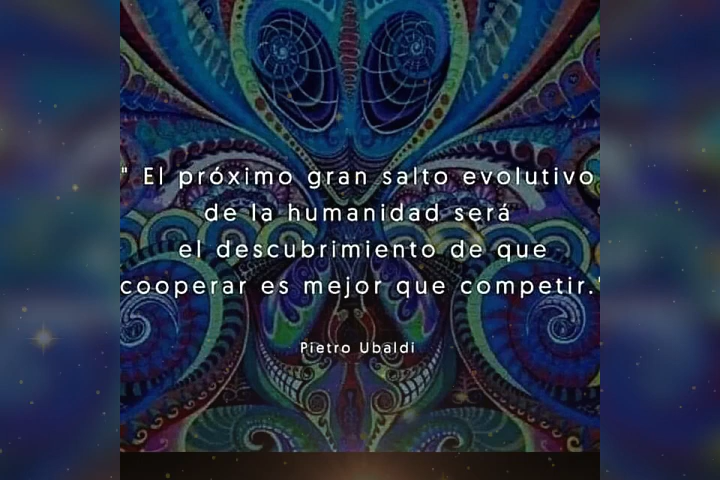 " El próximo gran salto evolutivo
de la humanidad será
el descubrimiento de que
cooperar es mejor que competir."
Pietro Ubaldi